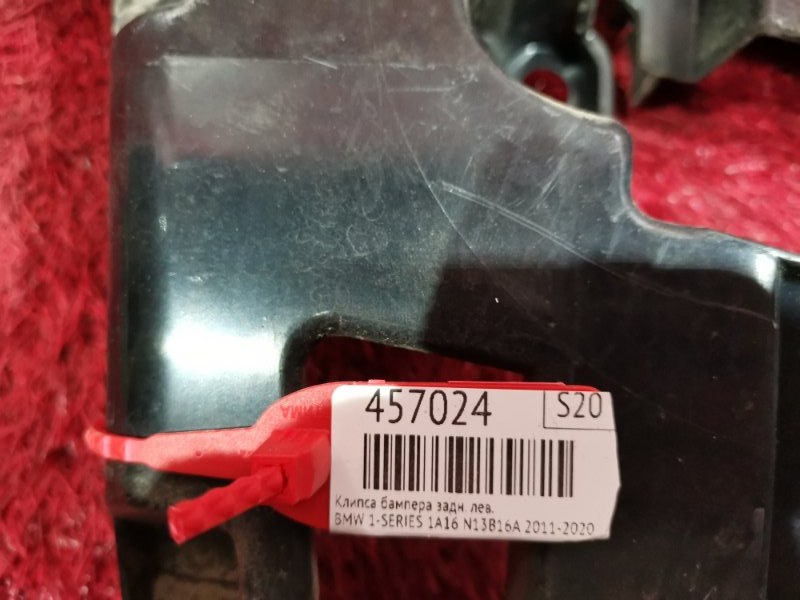 457024
S20
Клипса бампера задн. лев.
BMW 1-SERIES 1A16 N13B16A 2011-2020